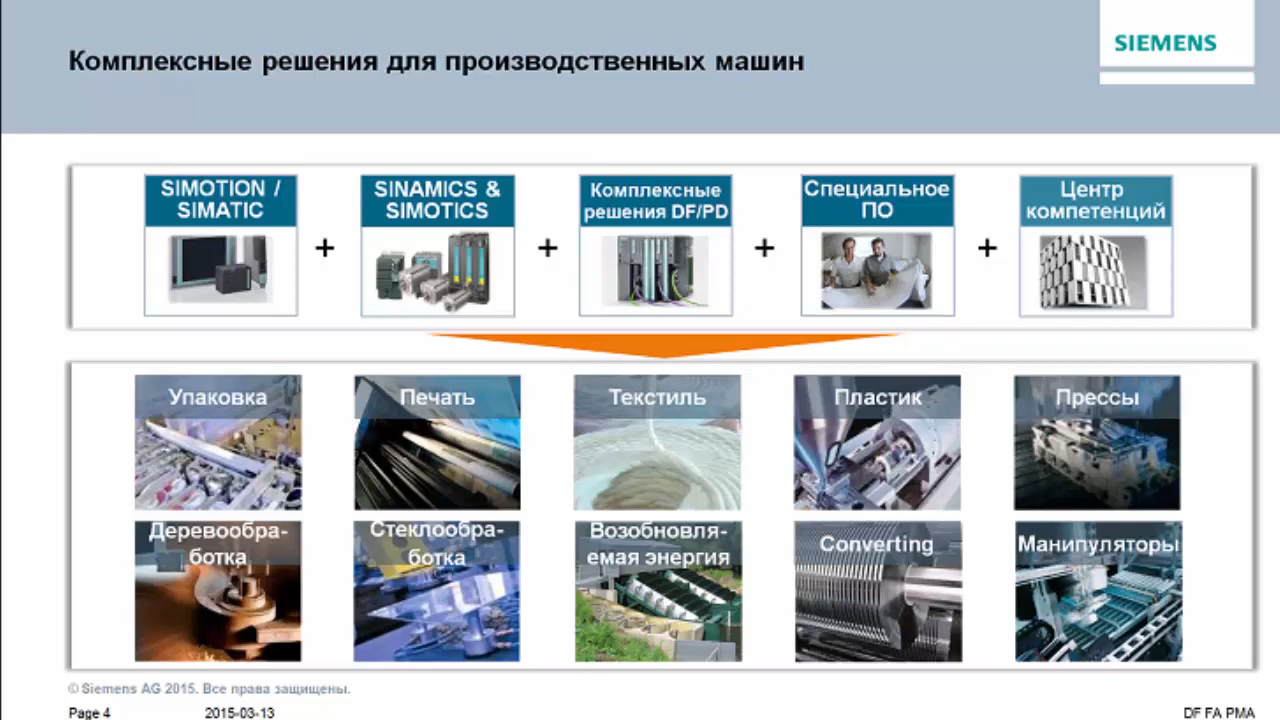 Комплексные решения для производственных машин
SIEMENS
SIMOTION /
SIMATIC
+
SINAMICS &
SIMOTICS
+
Комплексные
решения DF/PD
+
Специальное
ПО
+
Центр
компетенций
Упаковка
Печать
Текстиль
Пластик
Прессы
Деревообра-
ботка
Стеклообра-
ботка
Возобновля-
емая энергия
Converting
Манипуляторы
© Siemens AG 2015. Все права защищены.
Page 4
2015-03-13
DF FA PMA